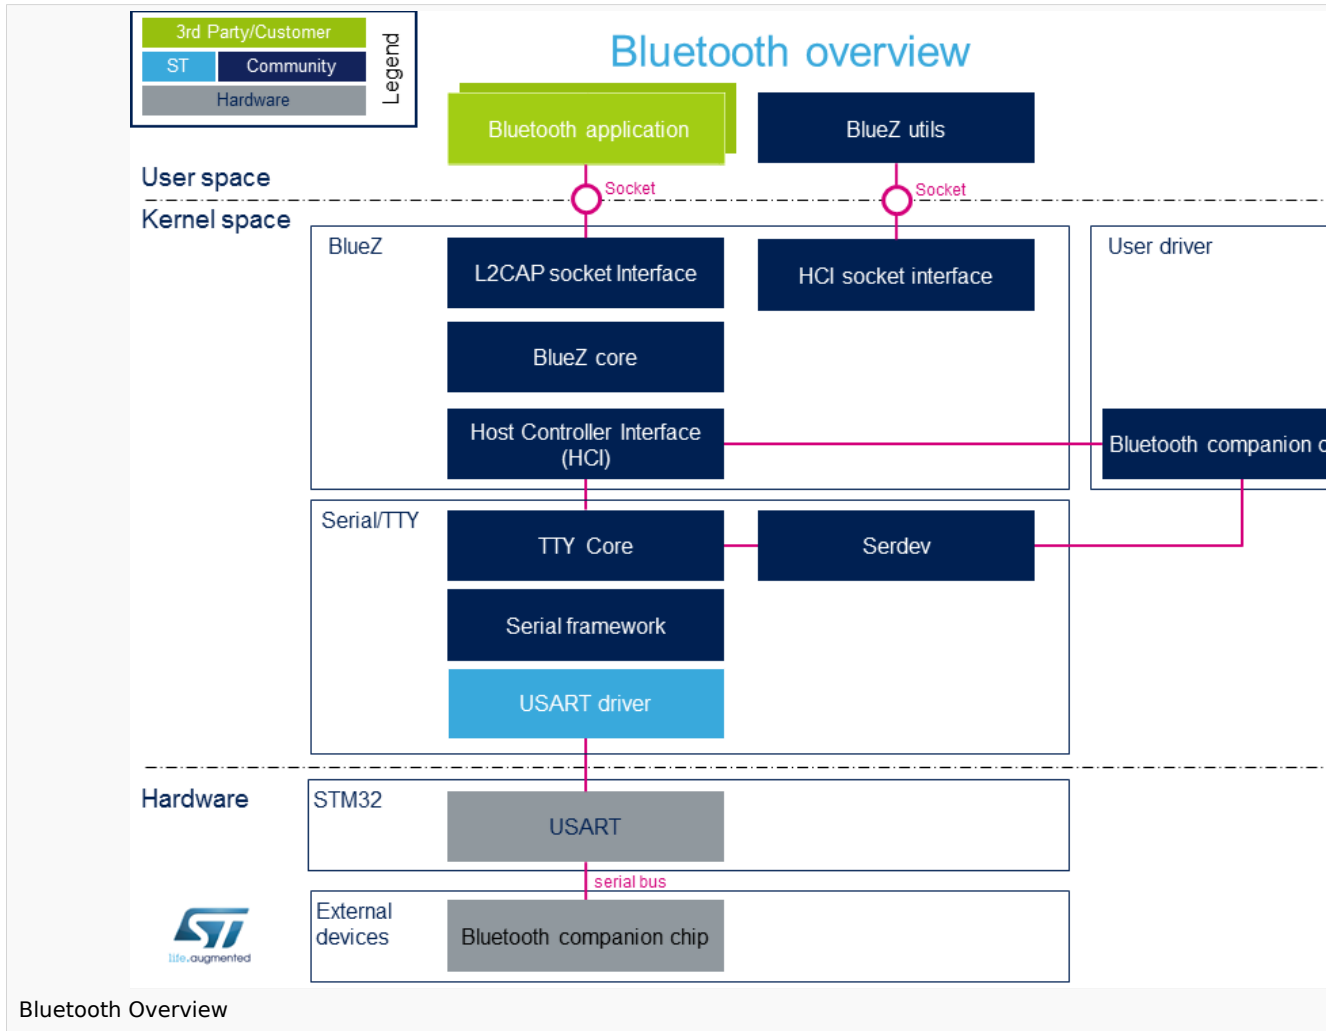 3rd Party/Customer
ST
Community
Hardware
Legend
Bluetooth overview
Bluetooth application
BlueZ utils
User space
Socket
Socket
Kernel space
BlueZ
L2CAP socket Interface
HCI socket interface
User driver
BlueZ core
Host Controller Interface
(HCI)
Bluetooth companion
Serial/TTY
TTY Core
Serdev
Serial framework
USART driver
Hardware
STM32
USART
serial bus
External
devices
Bluetooth companion chip
ST
life.augmented
Bluetooth Overview